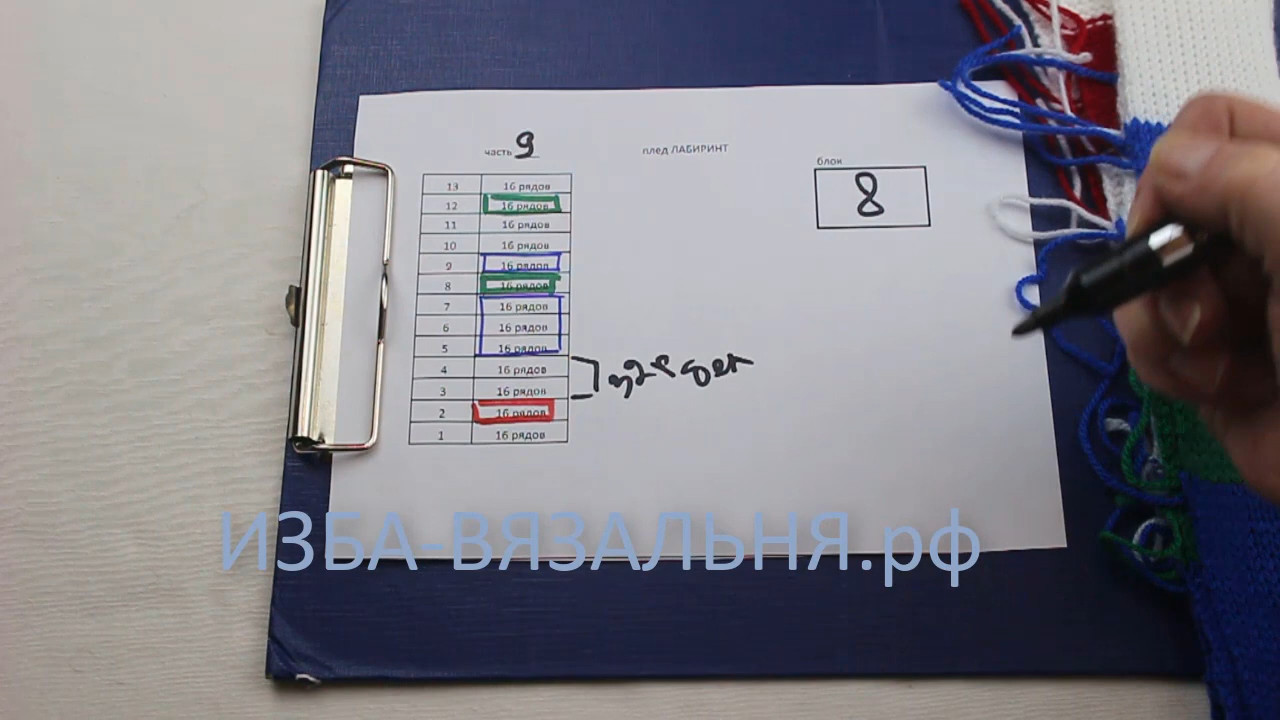 часть 9
плед ЛАБИРИНТ
блок
8
13 16 рядов
12 16 рядов
11 16 рядов
10 16 рядов
9 16 рядов
8 16 рядов
7 16 рядов
6 16 рядов
5 16 рядов
4 16 рядов
3 16 рядов
2 16 рядов
1 16 рядов
ИЗБА-ВЯЗАЛЬНЯ.рф